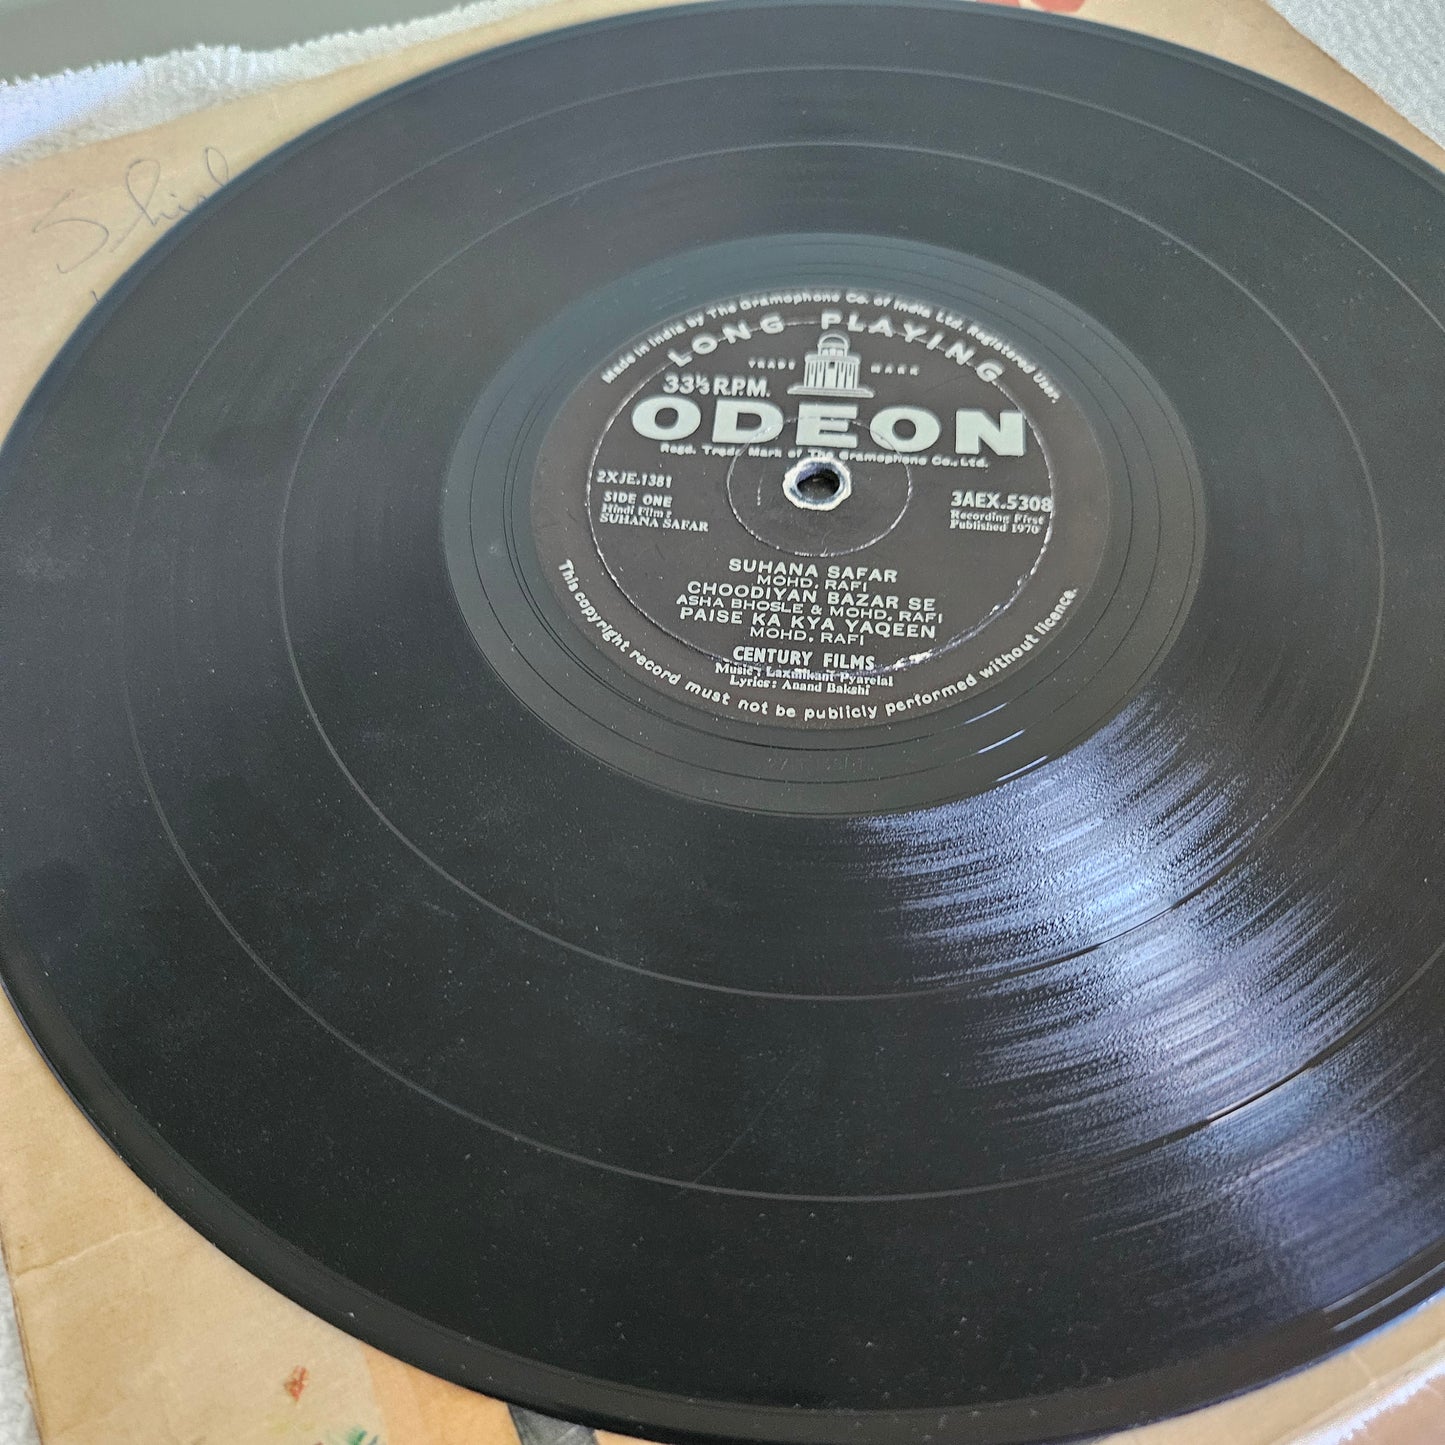 Made in India by The Gramophone Co. of India Ltd. Registered User.
LONG PLAYING
TRADE MARK
33⅓ R.P.M.
ODEON
Regd. Trade Mark of The Gramophone Co., Ltd.
2XJE.1381
SIDE ONE
Hindi Film :
SUHANA SAFAR
3AEX.5308
Recording First
Published 1970
SUHANA SAFAR
MOHD. RAFI
CHOODIYAN BAZAR SE
ASHA BHOSLE & MOHD. RAFI
PAISE KA KYA YAQEEN
MOHD. RAFI
CENTURY FILMS
Music : Laxmikant Pyarelal
Lyrics : Anand Bakshi
This copyright record must not be publicly performed without licence.